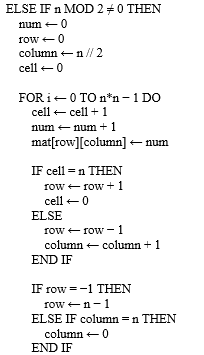 ELSE IF n MOD 2 ≠ 0 THEN
num ← 0
row ← 0
column ← n // 2
cell ← 0
FOR i ← 0 TO n*n − 1 DO
cell ← cell + 1
num ← num + 1
mat[row][column] ← num
IF cell = n THEN
row ← row + 1
cell ← 0
ELSE
row ← row − 1
column ← column + 1
END IF
IF row = −1 THEN
row ← n − 1
ELSE IF column = n THEN
column ← 0
END IF